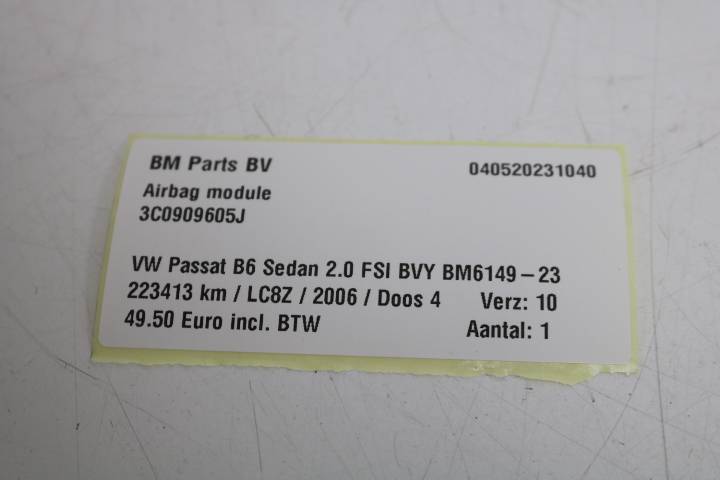 BM Parts BV 040520231040
Airbag module
3C0909605J
VW Passat B6 Sedan 2.0 FSI BVY BM6149-23
223413 km / LC8Z / 2006 / Doos 4 Verz: 10
49.50 Euro incl. BTW Aantal: 1